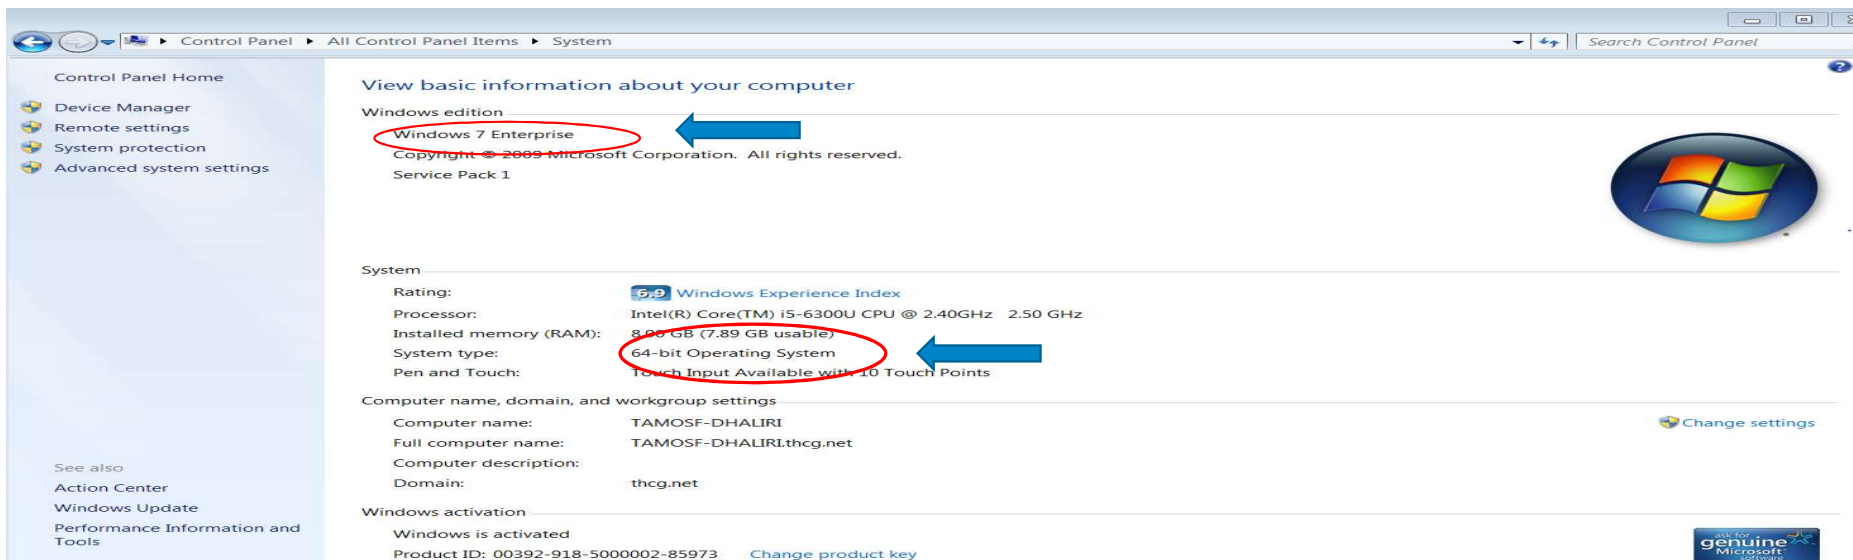 Control Panel ▸ All Control Panel Items ▸ System
Search Control Panel
Control Panel Home
Device Manager
Remote settings
System protection
Advanced system settings
See also
Action Center
Windows Update
Performance Information and
Tools
View basic information about your computer
Windows edition
Windows 7 Enterprise
Copyright © 2009 Microsoft Corporation. All rights reserved.
Service Pack 1
System
Rating: 6.9 Windows Experience Index
Processor: Intel(R) Core(TM) i5-6300U CPU @ 2.40GHz 2.50 GHz
Installed memory (RAM): 8.00 GB (7.89 GB usable)
System type: 64-bit Operating System
Pen and Touch: Touch Input Available with 10 Touch Points
Computer name, domain, and workgroup settings
Computer name: TAMOSF-DHALIRI
Change settings
Full computer name: TAMOSF-DHALIRI.thcg.net
Computer description:
Domain: thcg.net
Windows activation
Windows is activated
Product ID: 00392-918-5000002-85973 Change product key
ask for
genuine
Microsoft
software